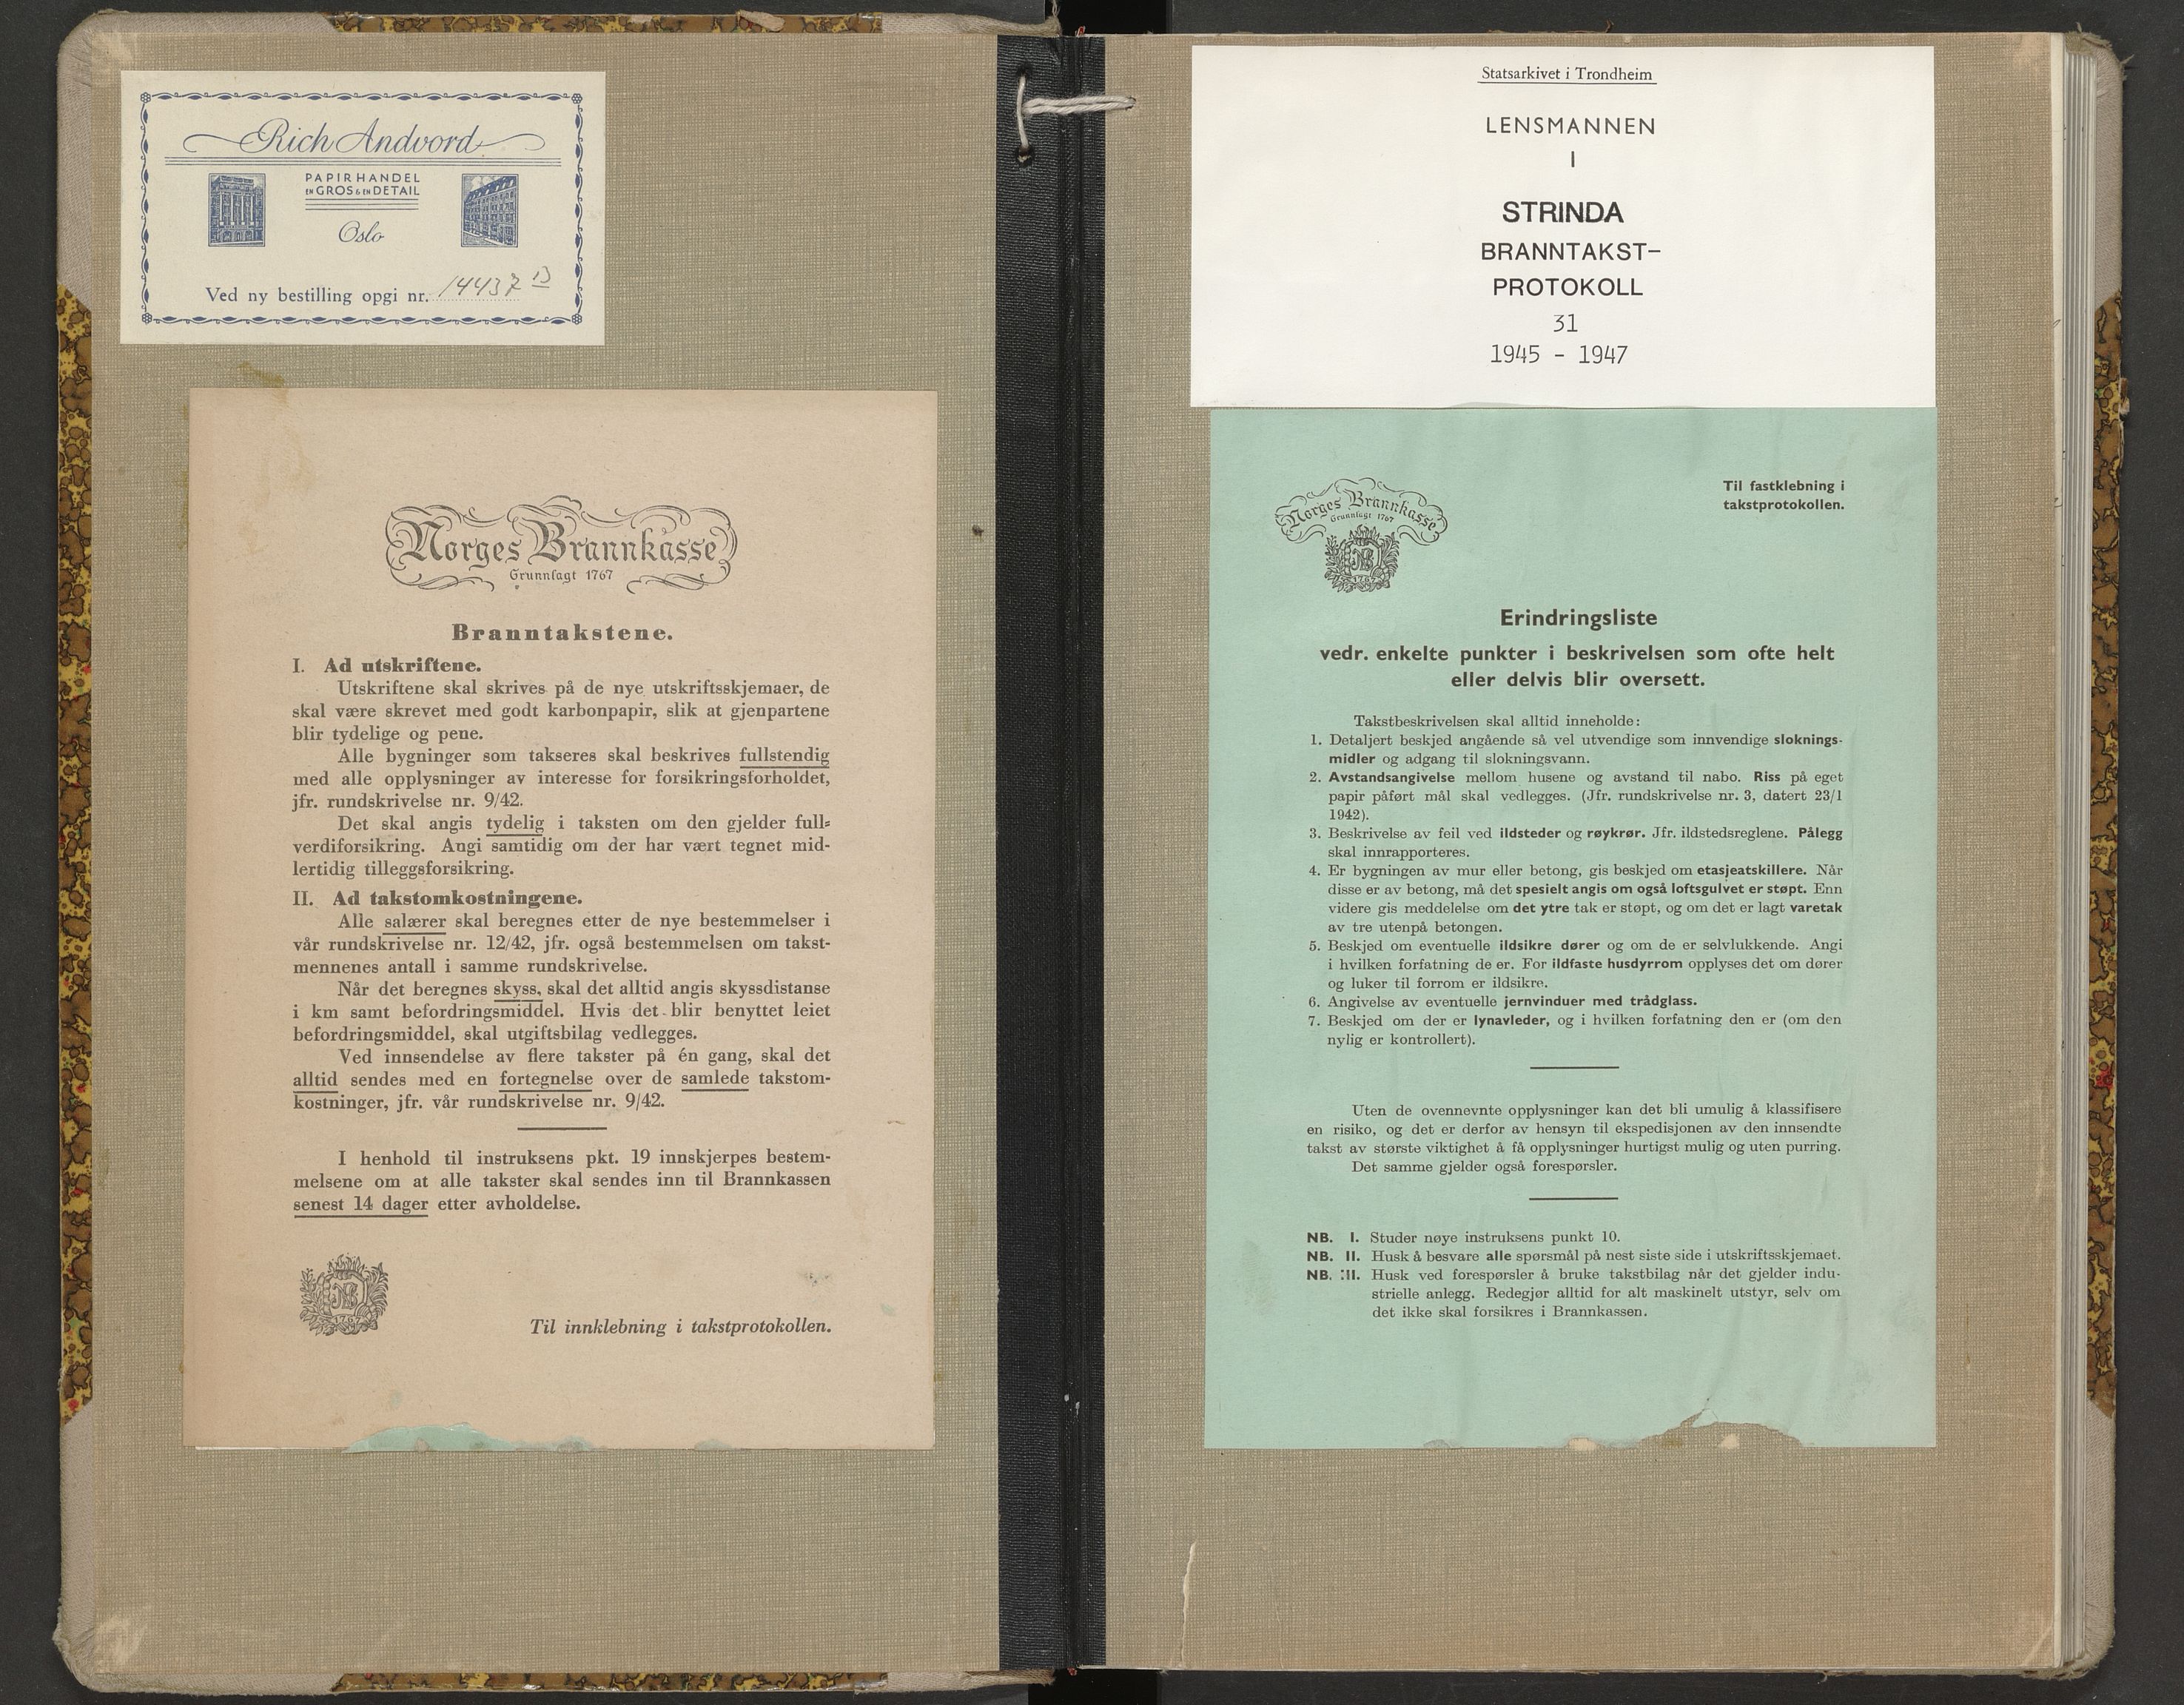 Rich Andvord
PAPIRHANDEL
EN GROS & EN DETAIL
Oslo
Ved ny bestilling opgi nr. 14437 13
Norges Brannkasse
Grunnlagt 1767
Branntakstene.
I. Ad utskriftene.
Utskriftene skal skrives på de nye utskriftsskjemaer, de
skal være skrevet med godt karbonpapir, slik at gjenpartene
blir tydelige og pene.
Alle bygninger som takseres skal beskrives fullstendig
med alle opplysninger av interesse for forsikringsforholdet,
jfr. rundskrivelse nr. 9/42.
Det skal angis tydelig i taksten om den gjelder full-
verdiforsikring. Angi samtidig om der har vært tegnet mid-
lertidig tilleggsforsikring.
II. Ad takstomkostningene.
Alle salærer skal beregnes etter de nye bestemmelser i
vår rundskrivelse nr. 12/42, jfr. også bestemmelsen om takst-
mennenes antall i samme rundskrivelse.
Når det beregnes skyss, skal det alltid angis skyssdistanse
i km samt befordringsmiddel. Hvis det blir benyttet leiet
befordringsmiddel, skal utgiftsbilag vedlegges.
Ved innsendelse av flere takster på én gang, skal det
alltid sendes med en fortegnelse over de samlede takstom-
kostninger, jfr. vår rundskrivelse nr. 9/42.
I henhold til instruksens pkt. 19 innskjerpes bestem-
melsene om at alle takster skal sendes inn til Brannkassen
senest 14 dager etter avholdelse.
NB
1767
Til innklebning i takstprotokollen.
Statsarkivet i Trondheim
LENSMANNEN
I
STRINDA
BRANNTAKST-
PROTOKOLL
31
1945 - 1947
Norges Brannkasse
Grunnlagt 1767
NB
1767
Til fastklebning i
takstprotokollen.
Erindringsliste
vedr. enkelte punkter i beskrivelsen som ofte helt
eller delvis blir oversett.
Takstbeskrivelsen skal alltid inneholde:
1. Detaljert beskjed angående så vel utvendige som innvendige sloknings-
midler og adgang til slokningsvann.
2. Avstandsangivelse mellom husene og avstand til nabo. Riss på eget
papir påført mål skal vedlegges. (Jfr. rundskrivelse nr. 3, datert 23/1
1942).
3. Beskrivelse av feil ved ildsteder og røykrør. Jfr. ildstedsreglene. Pålegg
skal innrapporteres.
4. Er bygningen av mur eller betong, gis beskjed om etasjeatskillere. Når
disse er av betong, må det spesielt angis om også loftsgulvet er støpt. Enn
videre gis meddelelse om det ytre tak er støpt, og om det er lagt varetak
av tre utenpå betongen.
5. Beskjed om eventuelle ildsikre dører og om de er selvlukkende. Angi
i hvilken forfatning de er. For ildfaste husdyrrom opplyses det om dører
og luker til forrom er ildsikre.
6. Angivelse av eventuelle jernvinduer med trådglass.
7. Beskjed om der er lynavleder, og i hvilken forfatning den er (om den
nylig er kontrollert).
Uten de ovennevnte opplysninger kan det bli umulig å klassifisere
en risiko, og det er derfor av hensyn til ekspedisjonen av den innsendte
takst av største viktighet å få opplysninger hurtigst mulig og uten purring.
Det samme gjelder også forespørsler.
NB. I. Studer nøye instruksens punkt 10.
NB. II. Husk å besvare alle spørsmål på nest siste side i utskriftsskjemaet.
NB. III. Husk ved forespørsler å bruke takstbilag når det gjelder indu-
strielle anlegg. Redegjør alltid for alt maskinelt utstyr, selv om
det ikke skal forsikres i Brannkassen.